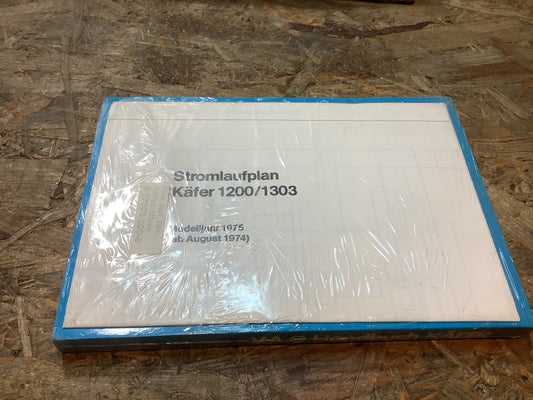 Stromlaufplan
Käfer 1200/1303
Modelljahr 1975
(ab August 1974)